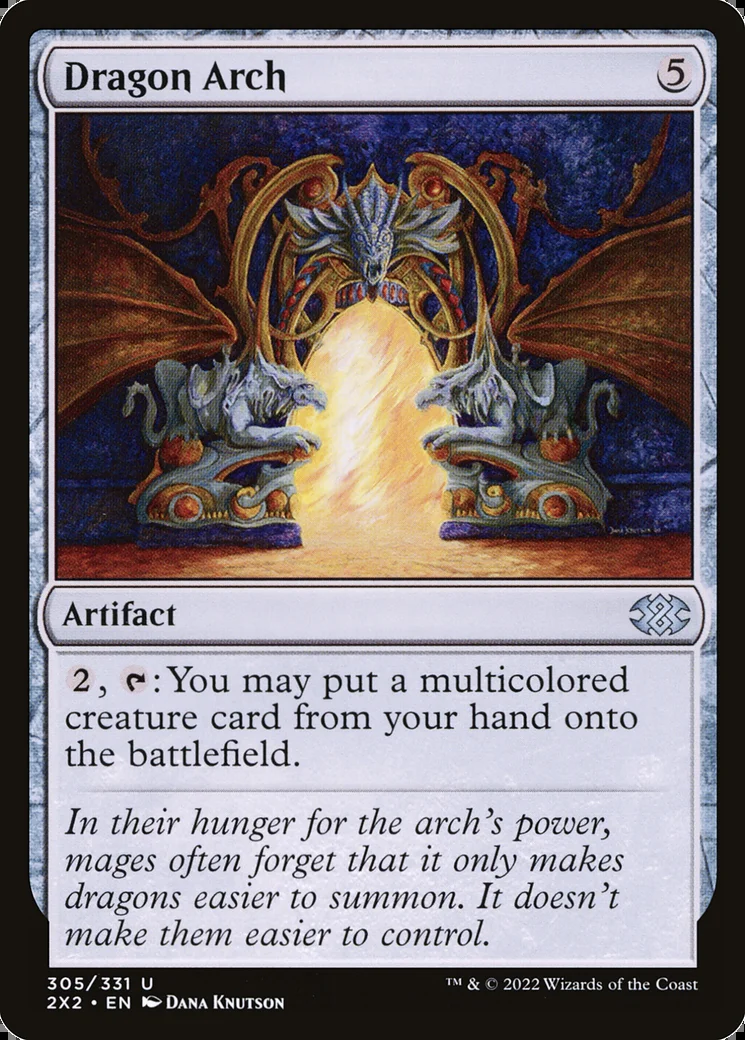 Dragon Arch 5
Artifact
2, : You may put a multicolored
creature card from your hand onto
the battlefield.
In their hunger for the arch's power,
mages often forget that it only makes
dragons easier to summon. It doesn't
make them easier to control.
305/331 U
™ & © 2022 Wizards of the Coast
2X2 • EN Dana Knutson